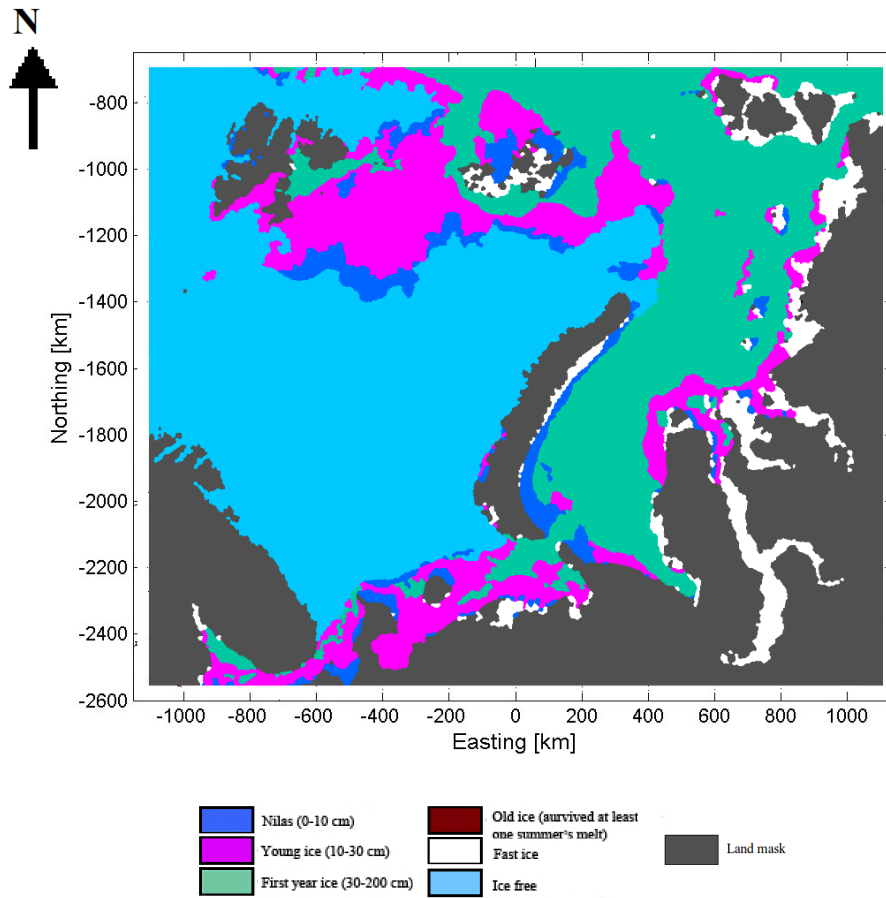 N
-800
-1000
-1200
-1400
-1600
-1800
-2000
-2200
-2400
-2600
Northing [km]
-1000 -800 -600 -400 -200 0 200 400 600 800 1000
Easting [km]
Nilas (0-10 cm)
Young ice (10-30 cm)
First year ice (30-200 cm)
Old ice (aurvived at least
one summer's melt)
Fast ice
Ice free
Land mask